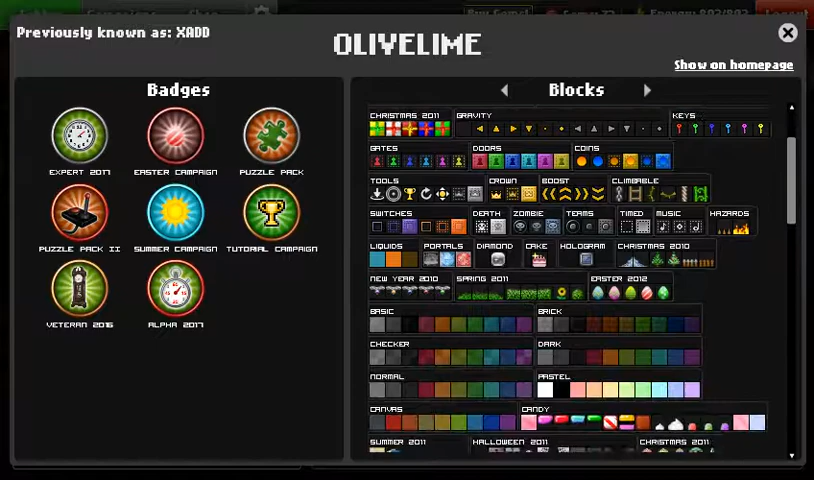 Previously known as: XADD
OLIVELIME
Show on homepage
Badges
EXPERT 2017
EASTER CAMPAIGN
PUZZLE PACK
PUZZLE PACK II
SUMMER CAMPAIGN
TUTORIAL CAMPAIGN
VETERAN 2016
ALPHA 2017
Blocks
CHRISTMAS 2011 GRAVITY KEYS
GATES DOORS COINS
TOOLS CROWN BOOST CLIMBABLE
SWITCHES DEATH ZOMBIE TEAMS TIMED MUSIC HAZARDS
LIQUIDS PORTALS DIAMOND CAKE HOLOGRAM CHRISTMAS 2010
NEW YEAR 2010 SPRING 2011 EASTER 2012
BASIC BRICK
CHECKER DARK
NORMAL PASTEL
CANVAS CANDY
SUMMER 2011 HALLOWEEN 2011 CHRISTMAS 2011